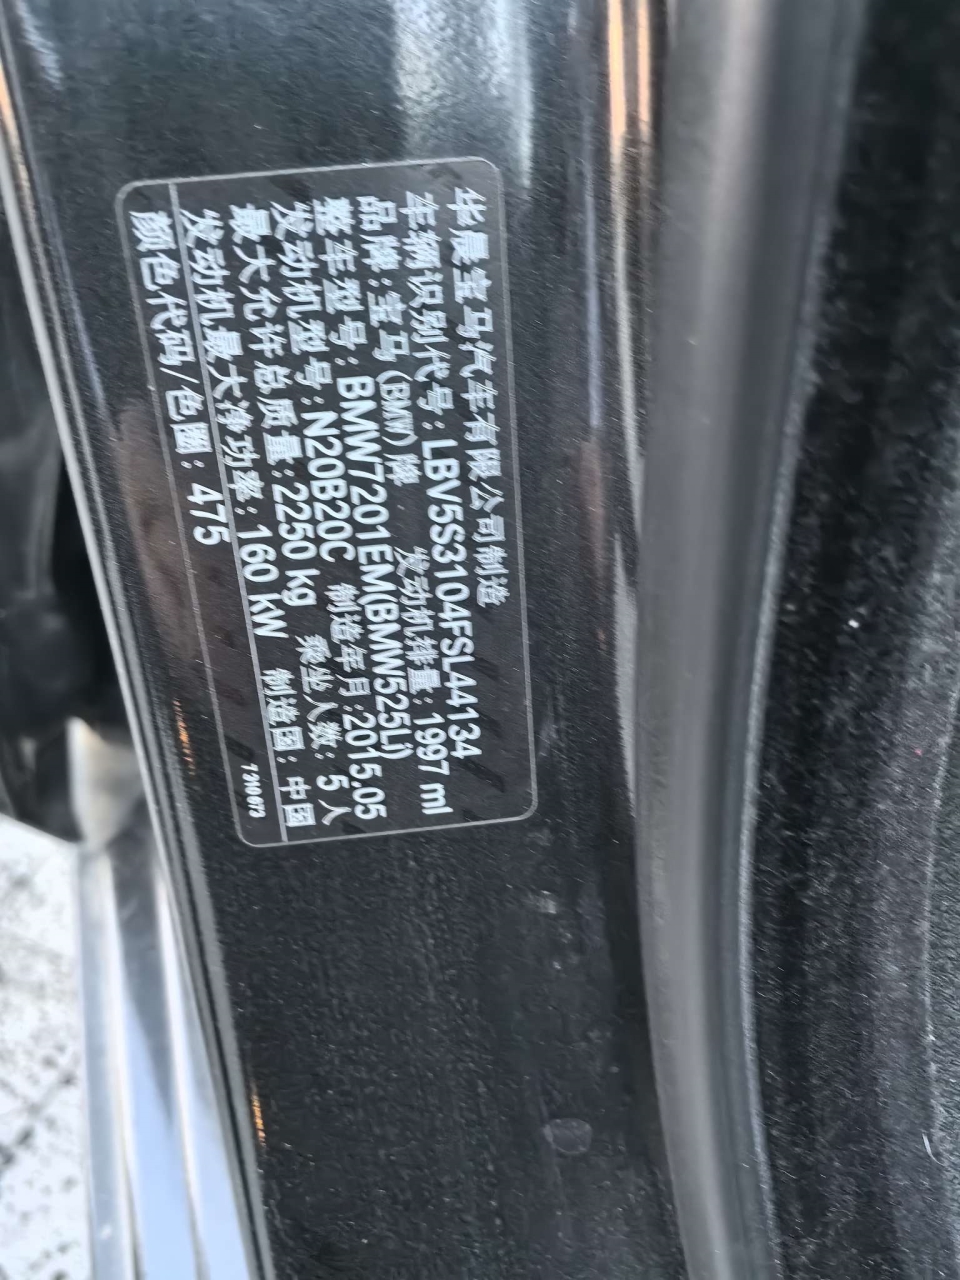 华晨宝马汽车有限公司制造
车辆识别代号:LBV5S3104FSL44134
品牌:宝马(BMW)牌 发动机排量:1997 ml
整车型号:BMW7201EM(BMW525Li)
发动机型号:N20B20C 制造年月:2015.05
最大允许总质量:2250 kg 乘坐人数:5人
发动机最大净功率:160 kW 制造国:中国
颜色代码/色圈:475